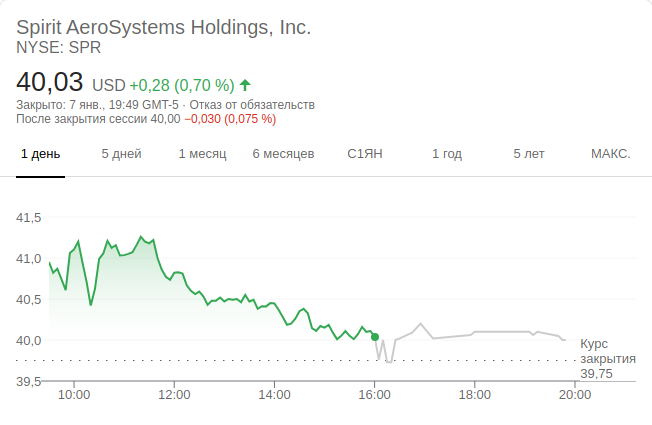 Spirit AeroSystems Holdings, Inc.
NYSE: SPR
40,03 USD +0,28 (0,70 %)
Закрыто: 7 янв., 19:49 GMT-5 · Отказ от обязательств
После закрытия сессии 40,00 −0,030 (0,075 %)
1 день 5 дней 1 месяц 6 месяцев С1ЯН 1 год 5 лет МАКС.
41,5
41,0
40,5
40,0
Курс
закрытия
39,75
39,5
10:00 12:00 14:00 16:00 18:00 20:00